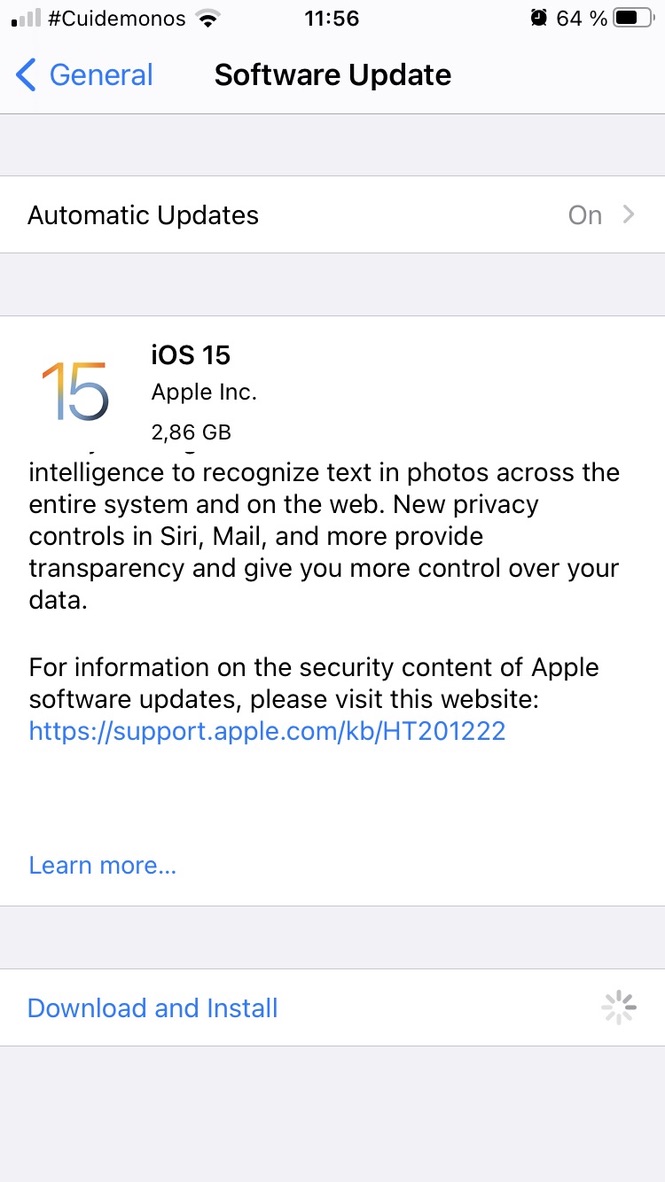 #Cuidemonos 11:56 64 %
General Software Update
Automatic Updates On
15
iOS 15
Apple Inc.
2,86 GB
intelligence to recognize text in photos across the
entire system and on the web. New privacy
controls in Siri, Mail, and more provide
transparency and give you more control over your
data.
For information on the security content of Apple
software updates, please visit this website:
https://support.apple.com/kb/HT201222
Learn more...
Download and Install